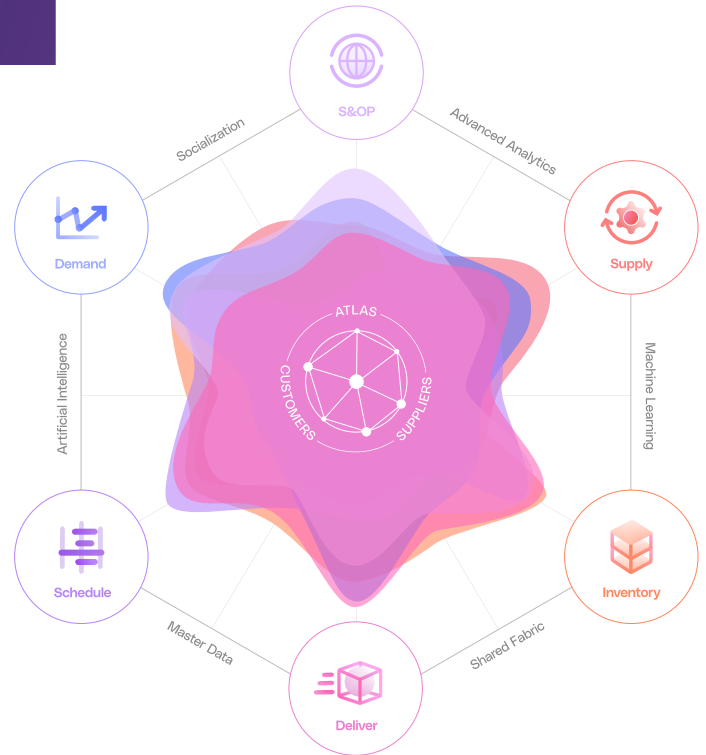 S&OP
Socialization
Advanced Analytics
Demand
Supply
ATLAS
CUSTOMERS
SUPPLIERS
Artificial Intelligence
Machine Learning
Schedule
Inventory
Master Data
Shared Fabric
Deliver